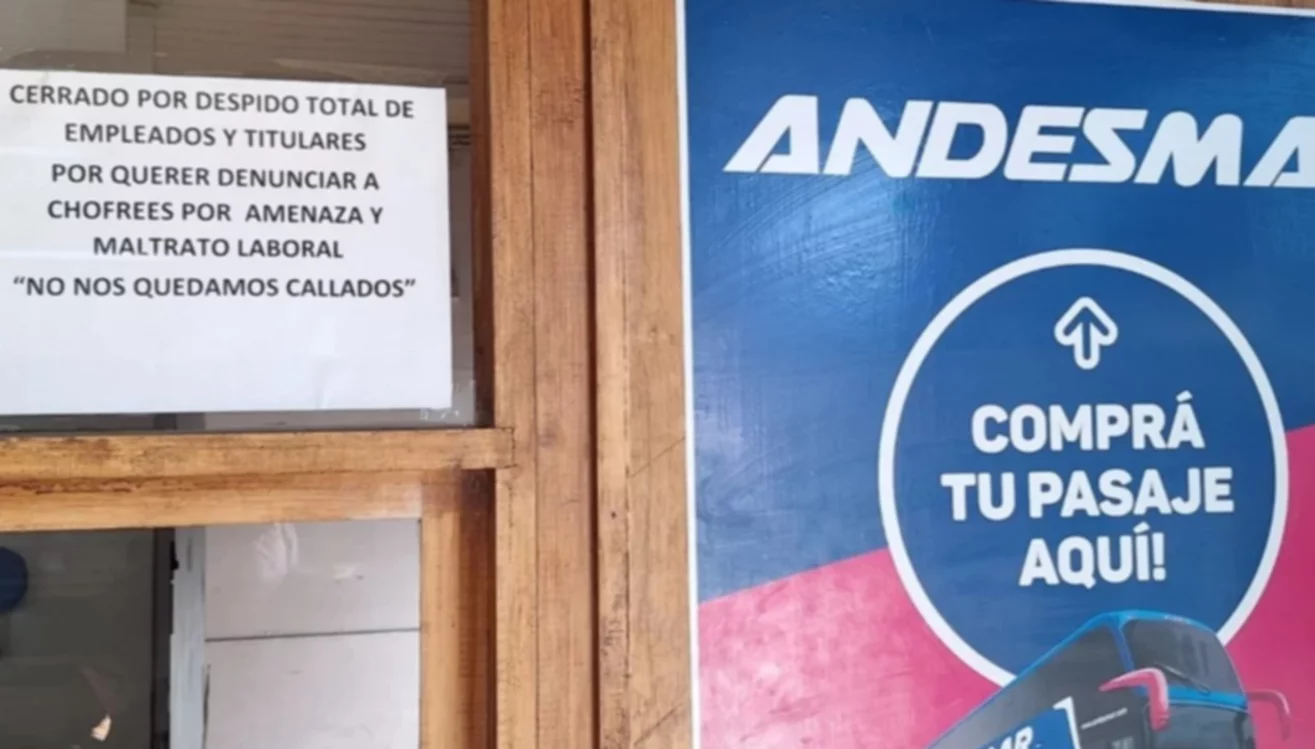 CERRADO POR DESPIDO TOTAL DE
EMPLEADOS Y TITULARES
POR QUERER DENUNCIAR A
CHOFREES POR AMENAZA Y
MALTRATO LABORAL
“NO NOS QUEDAMOS CALLADOS”
ANDESMA
COMPRÁ
TU PASAJE
AQUÍ!